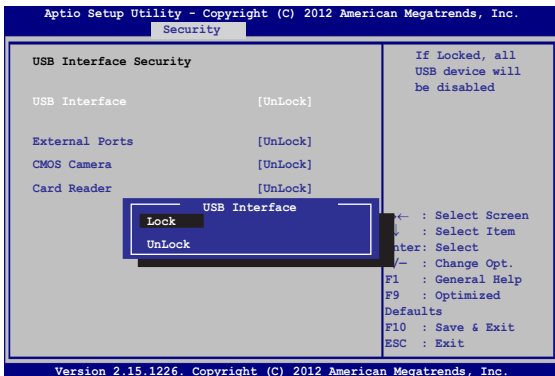 Aptio Setup Utility - Copyright (C) 2012 American Megatrends, Inc.
Security
USB Interface Security
USB Interface [UnLock]
External Ports [UnLock]
CMOS Camera [UnLock]
Card Reader [UnLock]
If Locked, all
USB device will
be disabled
USB Interface
Lock
UnLock
→← : Select Screen
↓ : Select Item
nter: Select
/— : Change Opt.
F1 : General Help
F9 : Optimized
Defaults
F10 : Save & Exit
ESC : Exit
Version 2.15.1226. Copyright (C) 2012 American Megatrends, Inc.